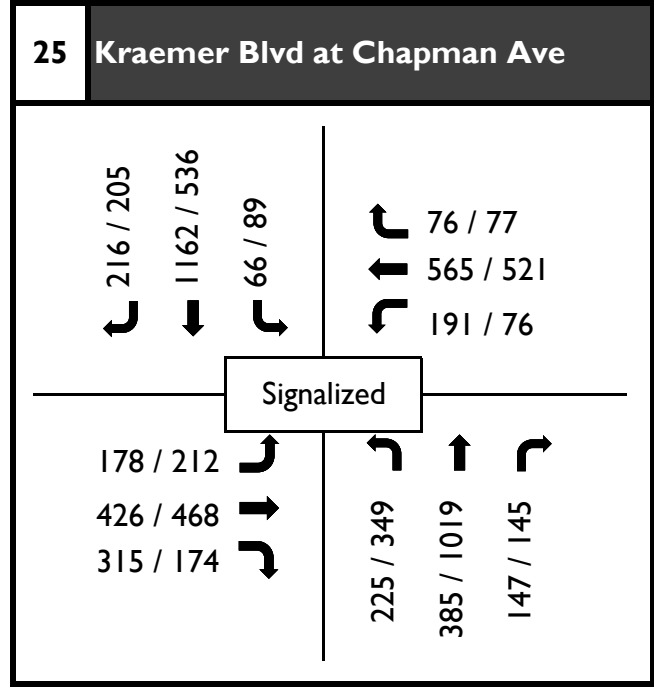 25 Kraemer Blvd at Chapman Ave
216 / 205
1162 / 536
66 / 89
76 / 77
565 / 521
191 / 76
Signalized
178 / 212
426 / 468
315 / 174
225 / 349
385 / 1019
147 / 145